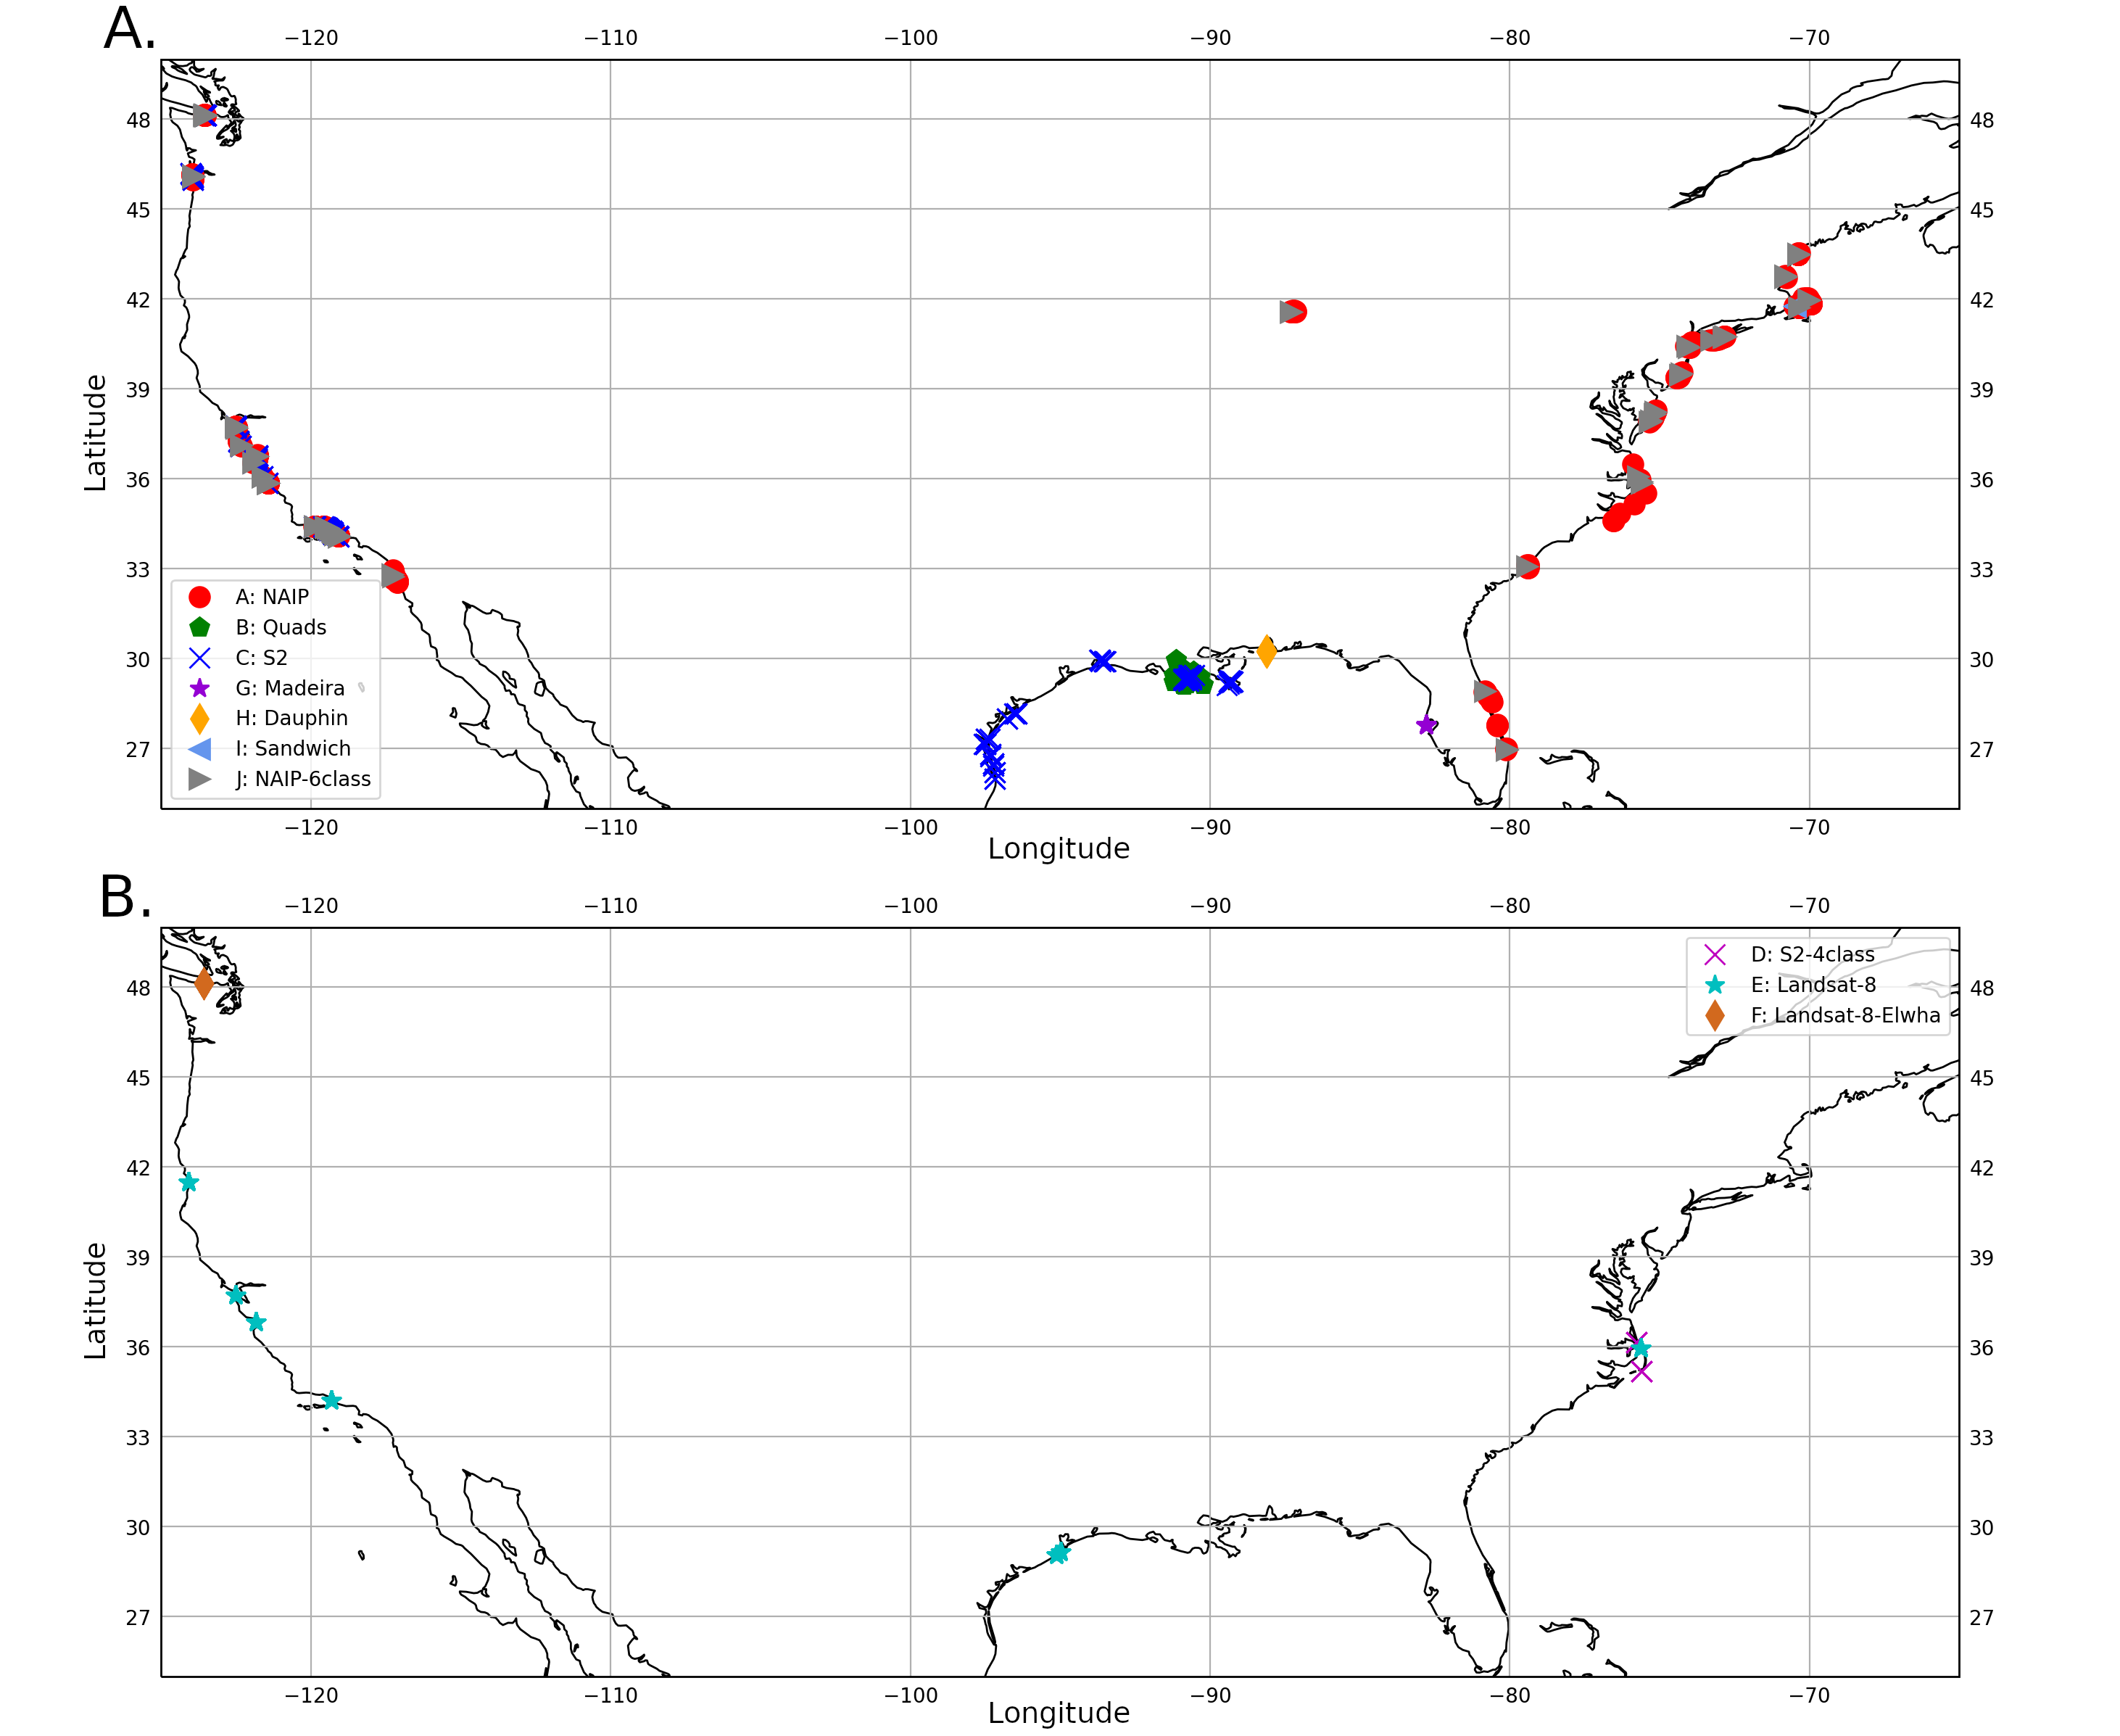 A.
−120 −110 −100 −90 −80 −70
48 48
45 45
42 42
39 39
36 36
33 33
30 30
27 27
Latitude
A: NAIP
B: Quads
C: S2
G: Madeira
H: Dauphin
I: Sandwich
J: NAIP-6class
−120 −110 −100 −90 −80 −70
Longitude
B.
−120 −110 −100 −90 −80 −70
D: S2-4class
E: Landsat-8
F: Landsat-8-Elwha
48 48
45 45
42 42
39 39
36 36
33 33
30 30
27 27
Latitude
−120 −110 −100 −90 −80 −70
Longitude